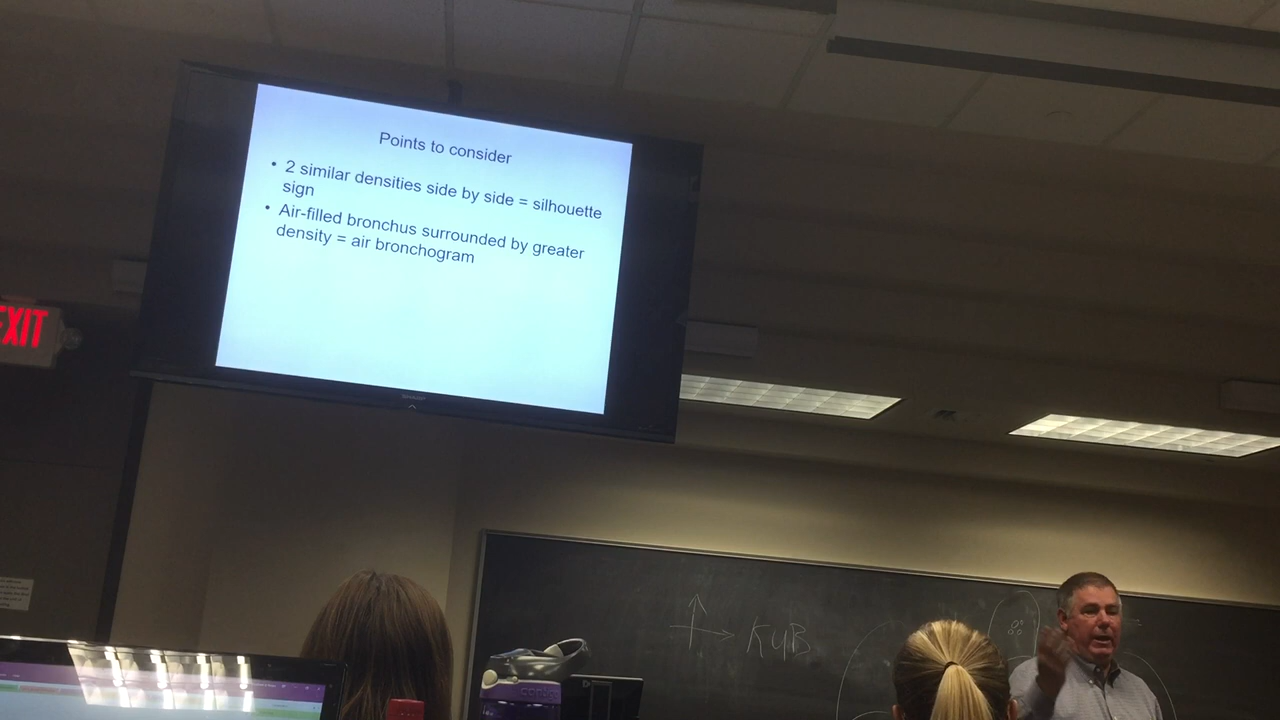 Points to consider
• 2 similar densities side by side = silhouette
sign
• Air-filled bronchus surrounded by greater
density = air bronchogram
EXIT
SHARP
KUB
contigo